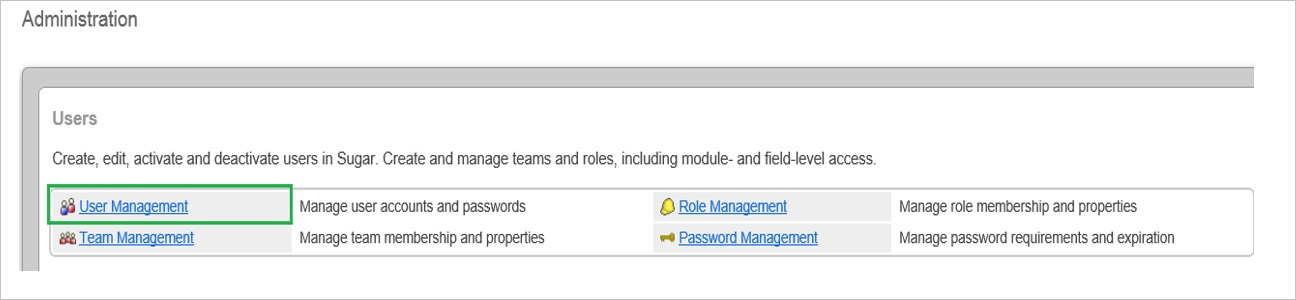 Administration
Users
Create, edit, activate and deactivate users in Sugar. Create and manage teams and roles, including module- and field-level access.
User Management Manage user accounts and passwords Role Management Manage role membership and properties
Team Management Manage team membership and properties Password Management Manage password requirements and expiration